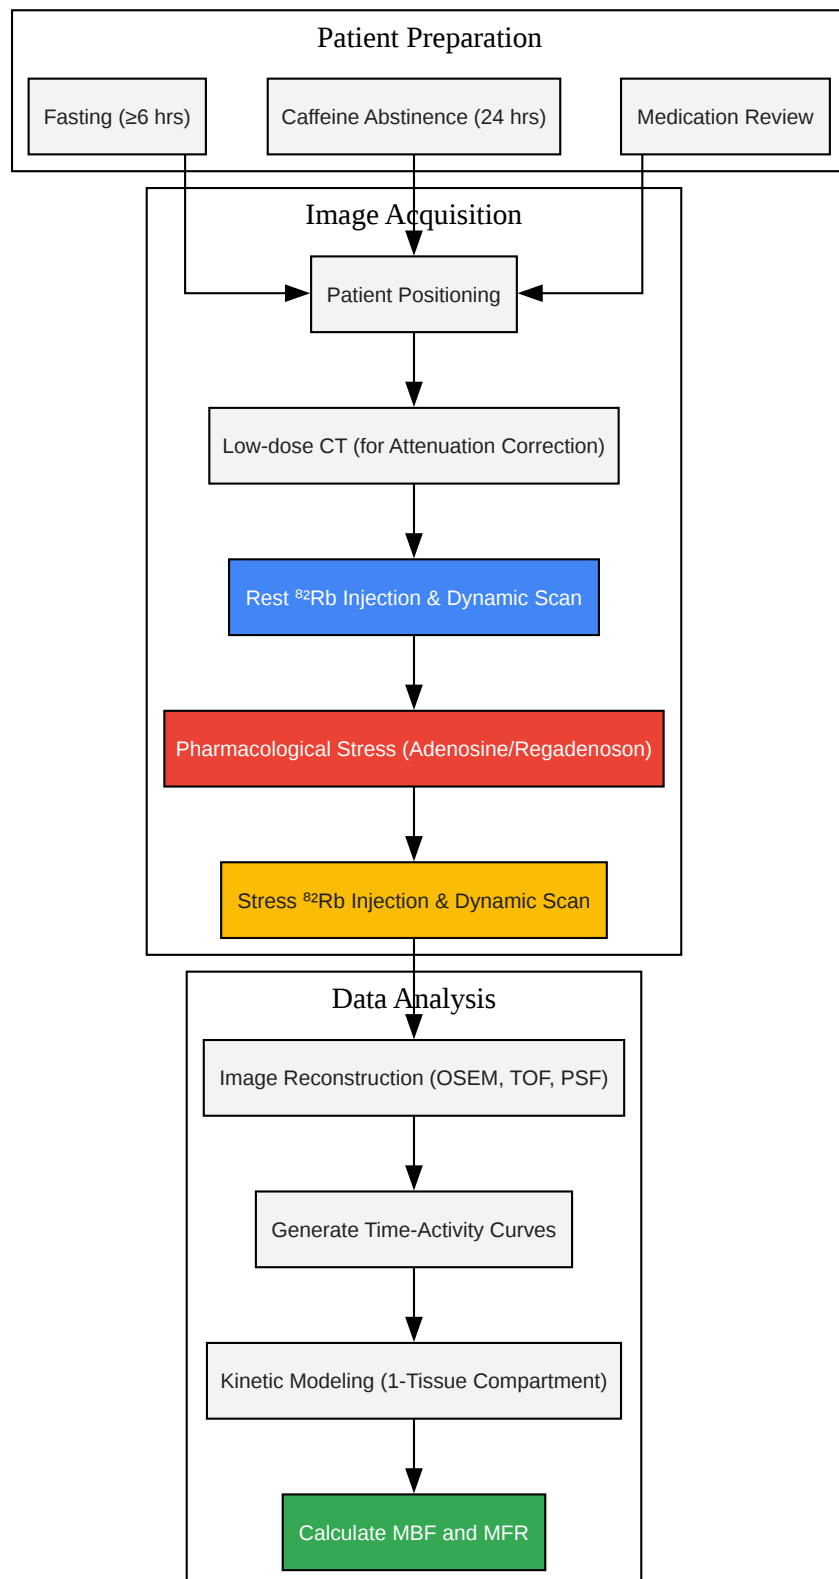 Patient Preparation
Fasting (≥6 hrs)
Caffeine Abstinence (24 hrs)
Medication Review
Image Acquisition
Patient Positioning
Low-dose CT (for Attenuation Correction)
Rest ⁸²Rb Injection & Dynamic Scan
Pharmacological Stress (Adenosine/Regadenoson)
Stress ⁸²Rb Injection & Dynamic Scan
Data Analysis
Image Reconstruction (OSEM, TOF, PSF)
Generate Time-Activity Curves
Kinetic Modeling (1-Tissue Compartment)
Calculate MBF and MFR